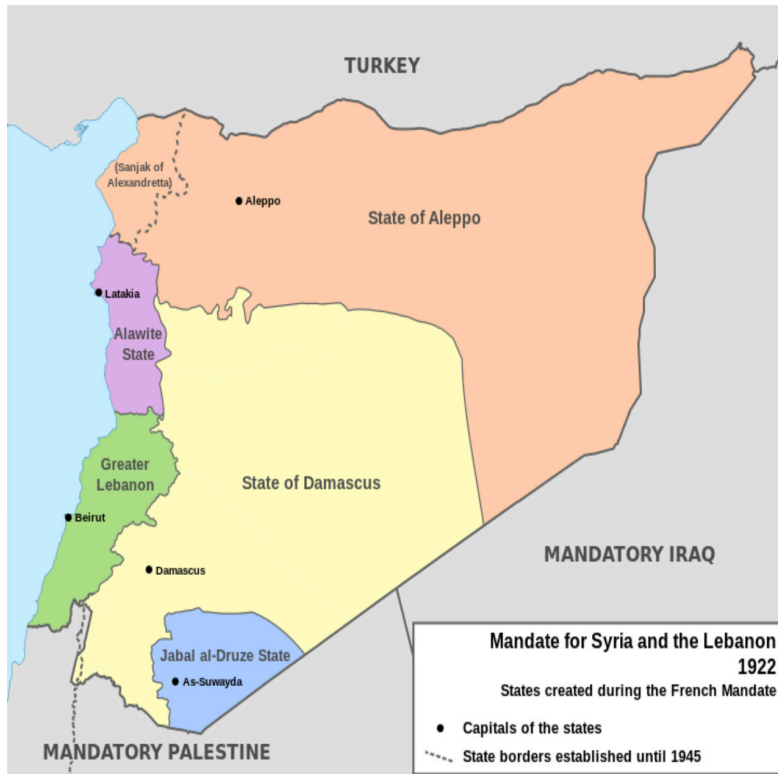 TURKEY
(Sanjak of
Alexandretta)
Aleppo
State of Aleppo
Latakia
Alawite
State
Greater
Lebanon
State of Damascus
Beirut
MANDATORY IRAQ
Damascus
Jabal al-Druze State
As-Suwayda
MANDATORY PALESTINE
Mandate for Syria and the Lebanon
1922
States created during the French Mandate
Capitals of the states
State borders established until 1945